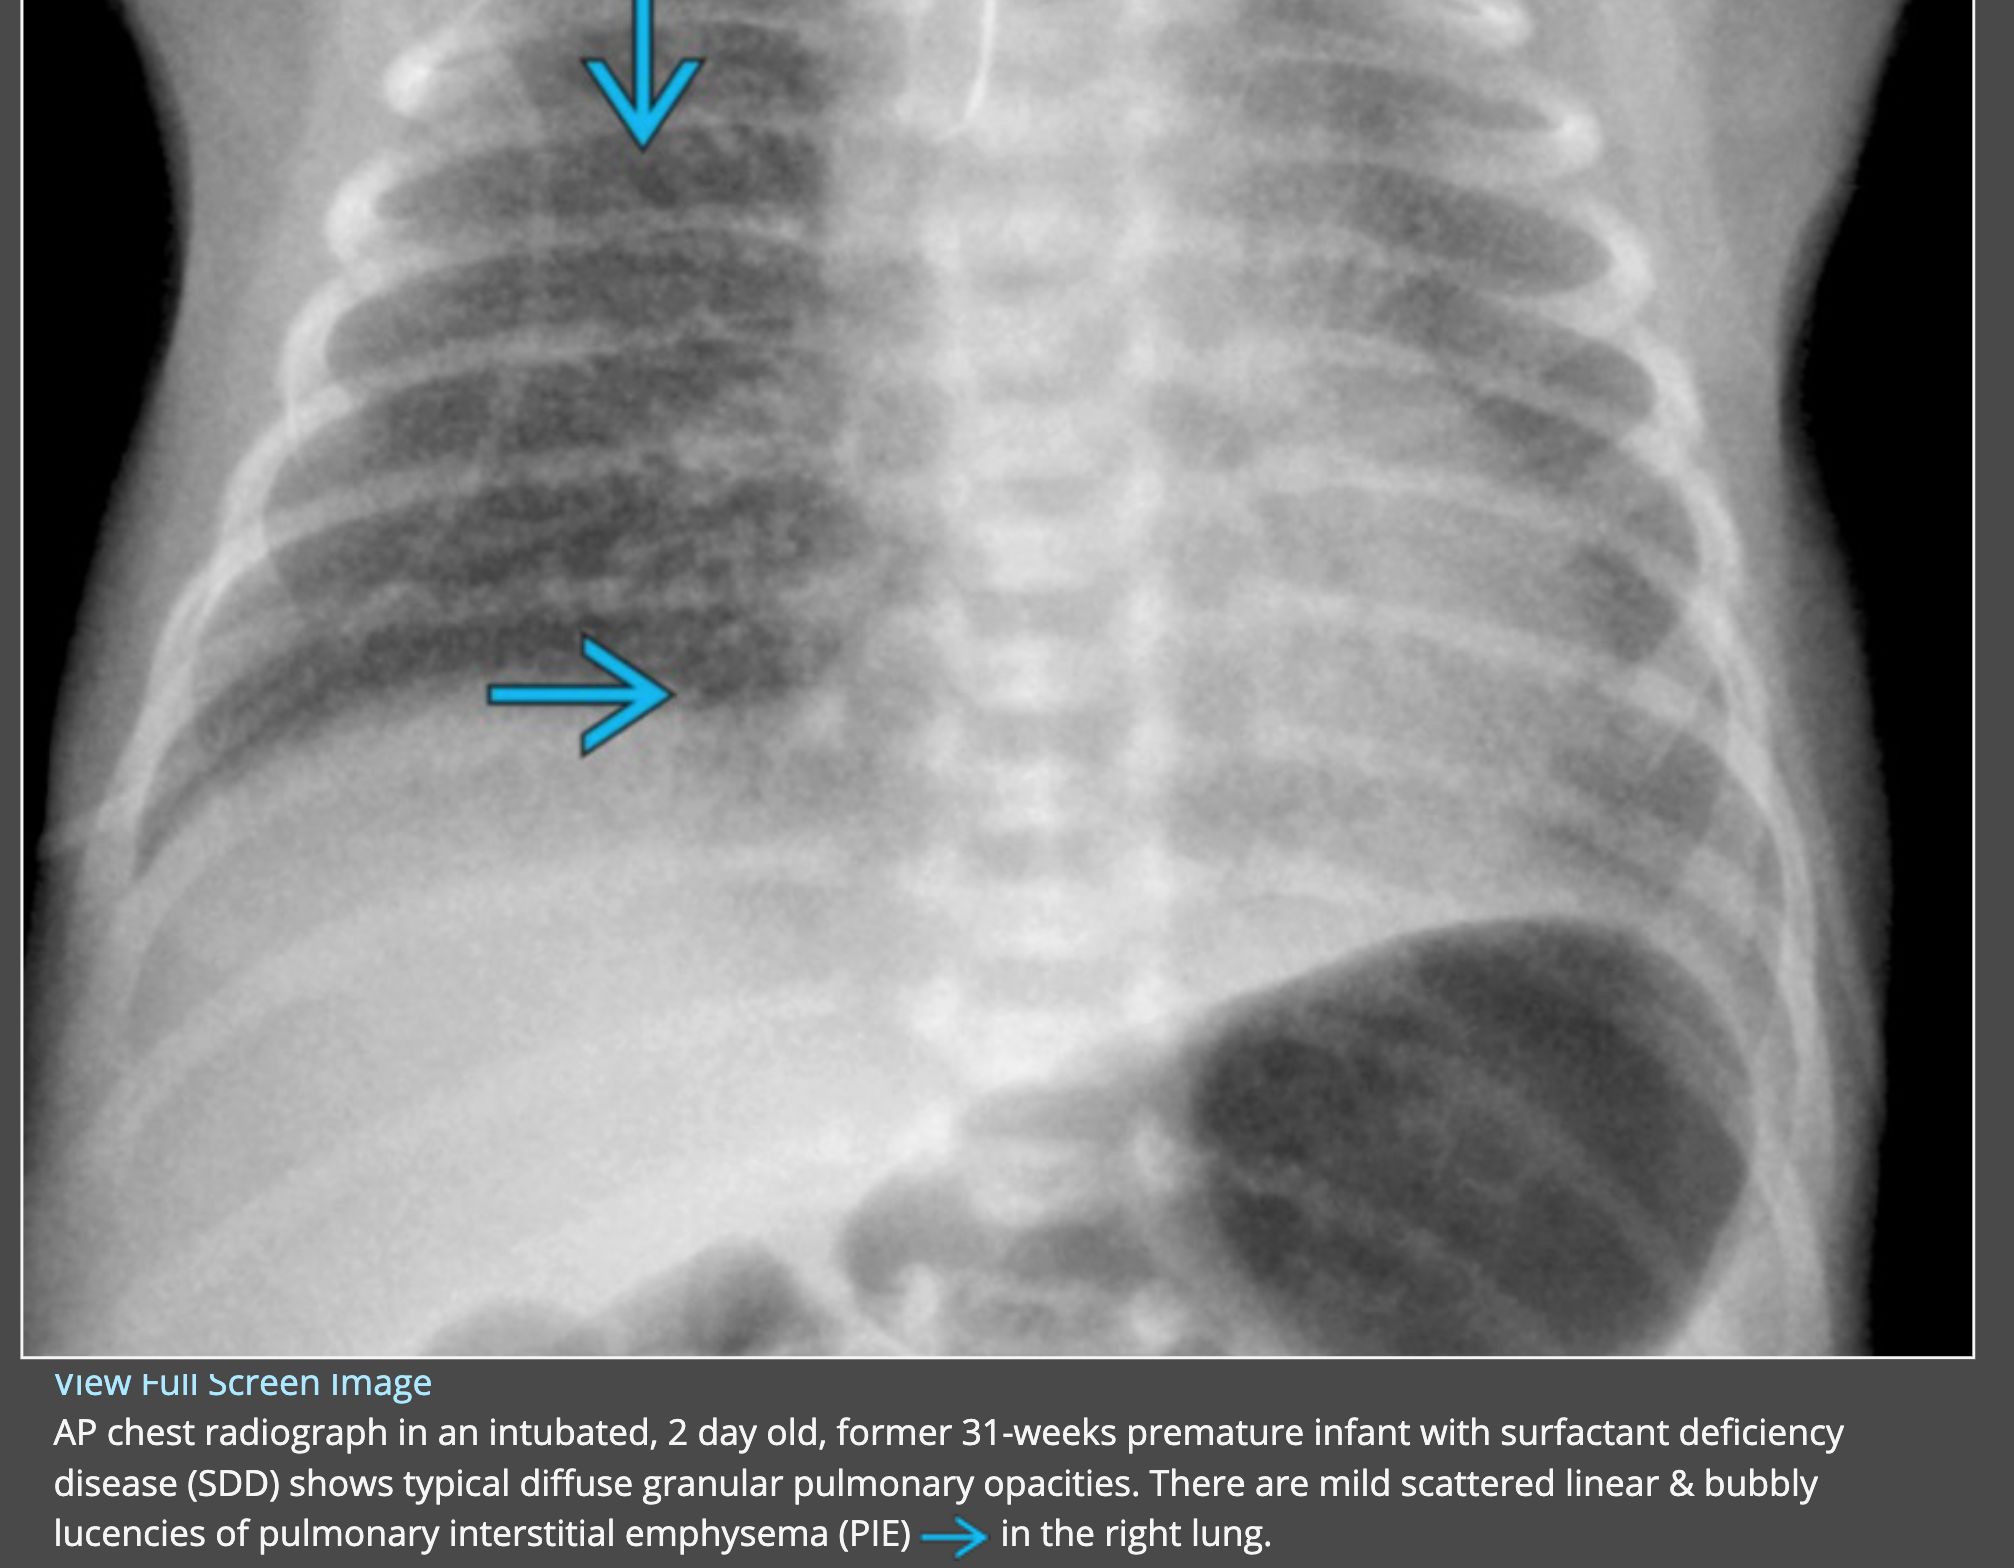 View Full Screen Image
AP chest radiograph in an intubated, 2 day old, former 31-weeks premature infant with surfactant deficiency
disease (SDD) shows typical diffuse granular pulmonary opacities. There are mild scattered linear & bubbly
lucencies of pulmonary interstitial emphysema (PIE) → in the right lung.